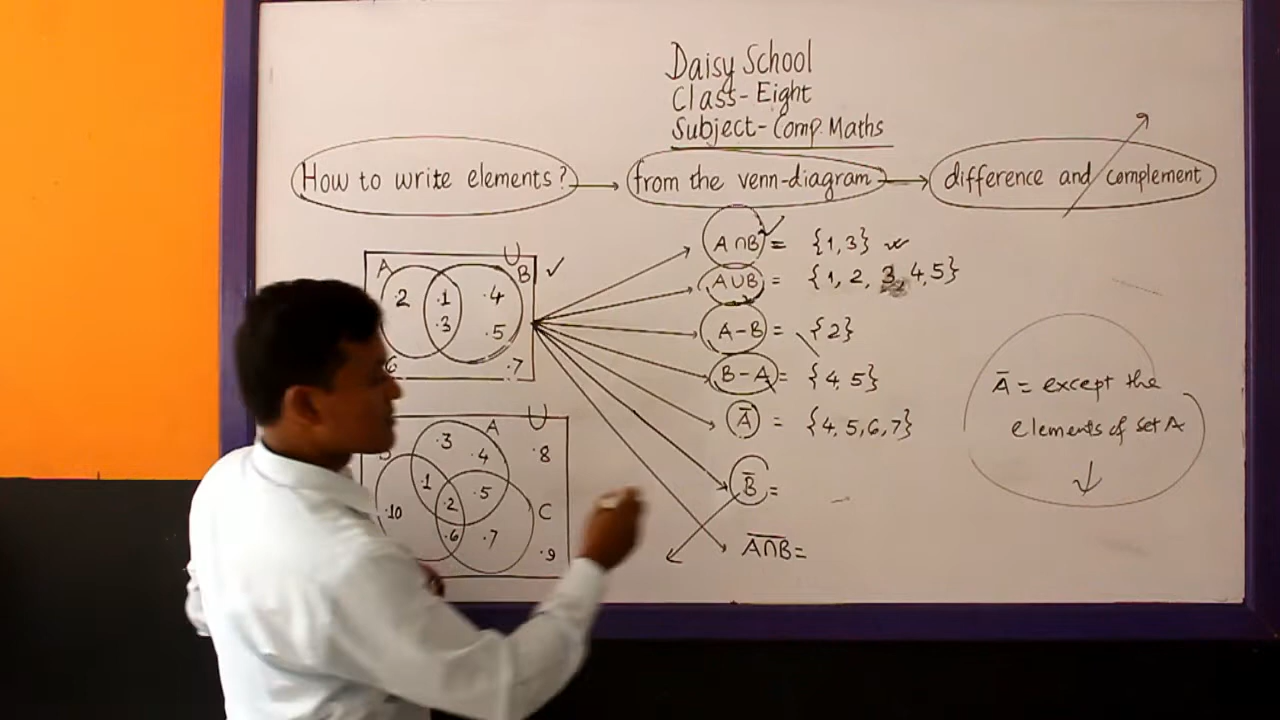 Daisy School
Class-Eight
Subject-Comp. Maths
How to write elements? from the venn-diagram difference and complement
U
A B
2 .1 .4
.3 .5
6 .7
A∩B = {1,3}
A∪B = {1, 2, 3, 4,5}
A-B = {2}
B-A = {4,5}
A̅ = {4,5,6,7}
B̅ =
A̅∩̅B̅ =
A̅ = except the
elements of set A
U
A
.3 .4 .8
.1 .5
.2
.10 C
.6 .7 .9